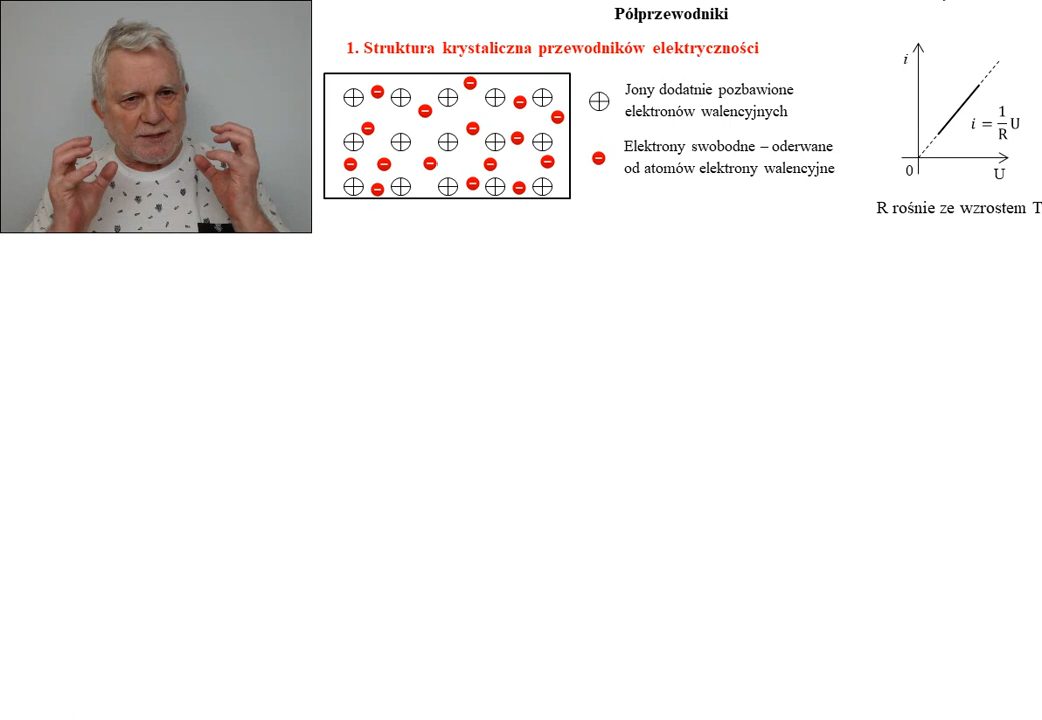 Półprzewodniki
1. Struktura krystaliczna przewodników elektryczności
Jony dodatnie pozbawione
elektronów walencyjnych
Elektrony swobodne – oderwane
od atomów elektrony walencyjne
i
i = 1/R U
0
U
R rośnie ze wzrostem T